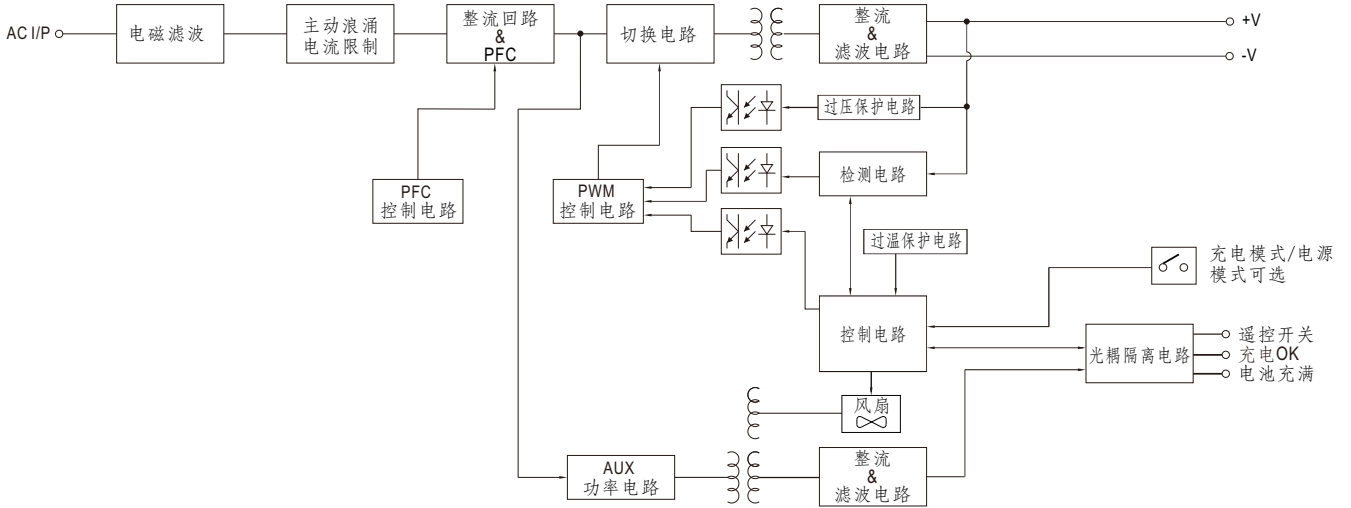 AC I/P
电磁滤波
主动浪涌
电流限制
整流回路
&
PFC
切换电路
整流
&
滤波电路
+V
-V
过压保护电路
PFC
控制电路
PWM
控制电路
检测电路
过温保护电路
充电模式/电源
模式可选
控制电路
光耦隔离电路
遥控开关
充电OK
电池充满
风扇
AUX
功率电路
整流
&
滤波电路